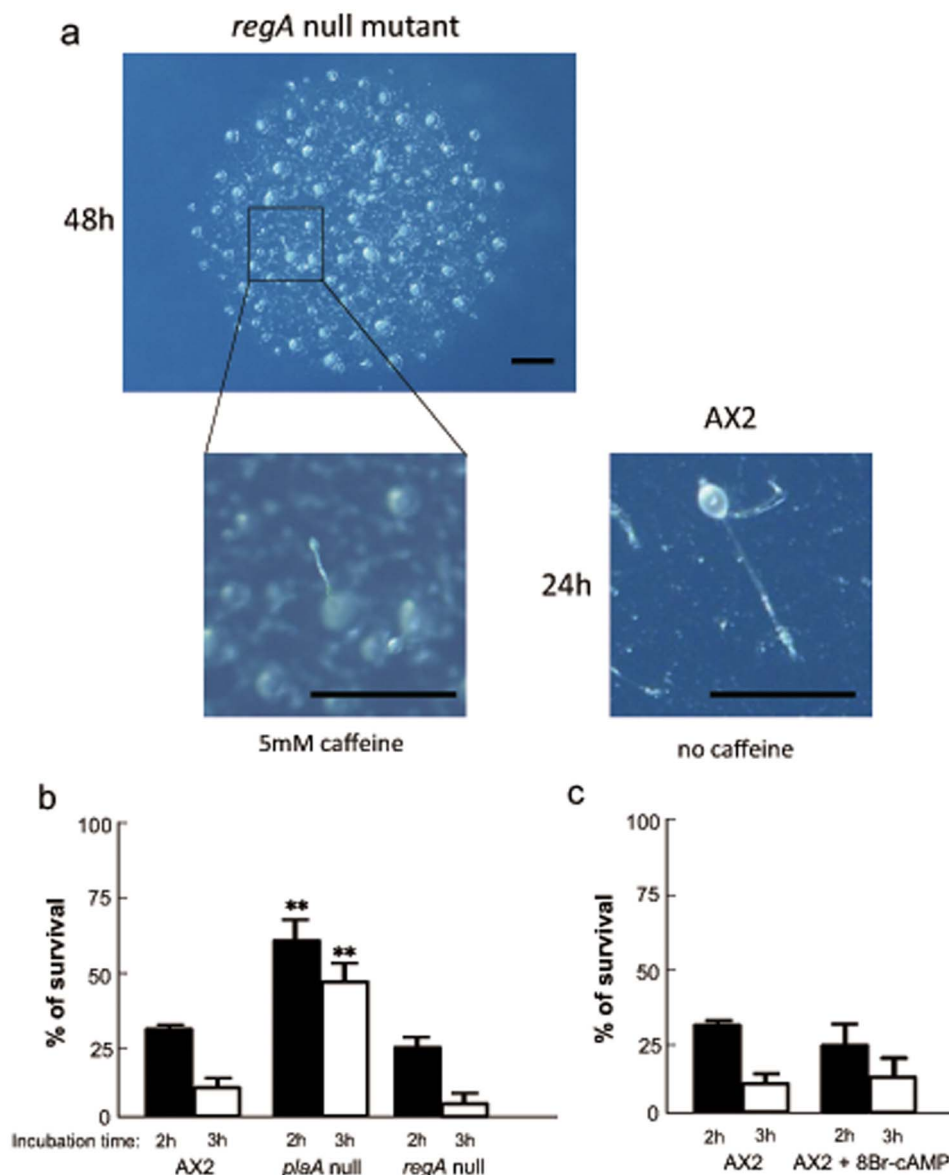 a
regA null mutant
48h
AX2
24h
5mM caffeine
no caffeine
b
100
75
50
25
0
% of survival
**
**
Incubation time: 2h 3h 2h 3h 2h 3h
AX2 plaA null regA null
c
100
75
50
25
0
% of survival
2h 3h 2h 3h
AX2 AX2 + 8Br-cAMP